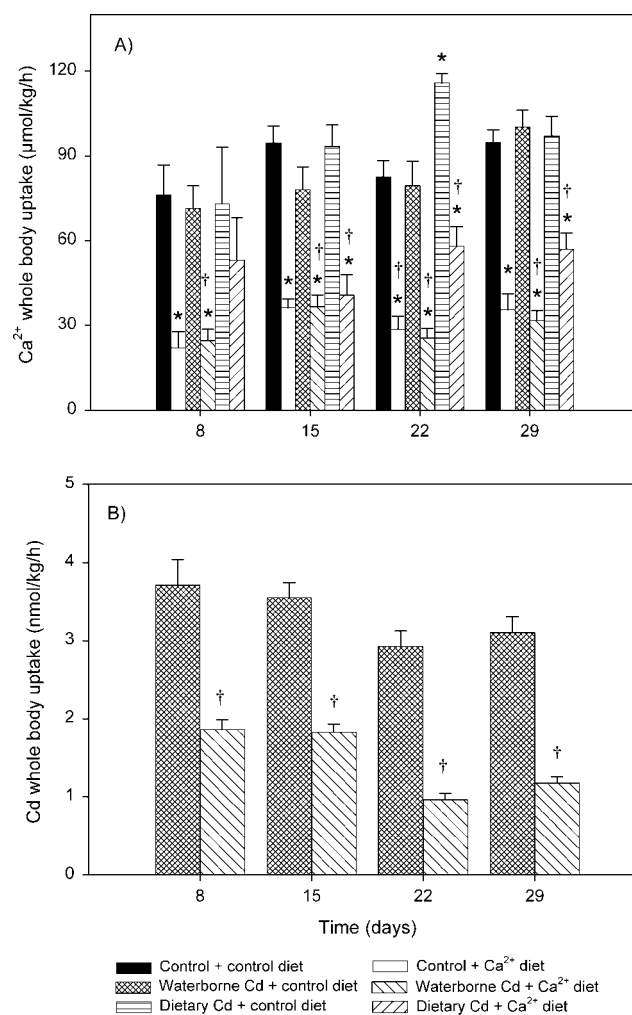 A)
Ca²⁺ whole body uptake (µmol/kg/h)
120
90
60
30
0
*
* † *
* † * † *
† * † * * † *
* † * † *
8 15 22 29
B)
Cd whole body uptake (nmol/kg/h)
5
4
3
2
1
0
† † † †
8 15 22 29
Time (days)
Control + control diet Control + Ca²⁺ diet
Waterborne Cd + control diet Waterborne Cd + Ca²⁺ diet
Dietary Cd + control diet Dietary Cd + Ca²⁺ diet